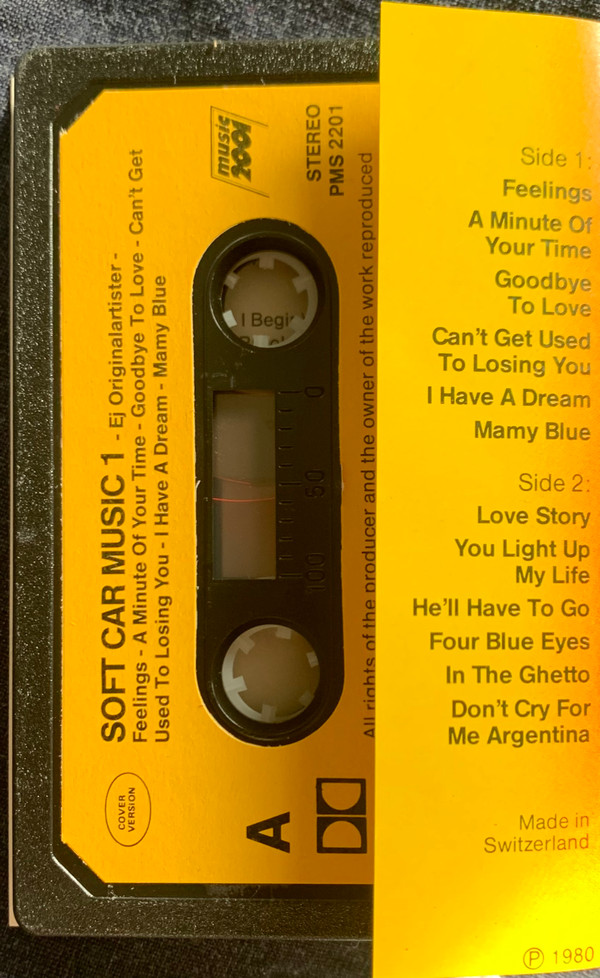 music
2001
STEREO
PMS 2201
SOFT CAR MUSIC 1 - Ej Originalartister -
Feelings - A Minute Of Your Time - Goodbye To Love - Can't Get
Used To Losing You - I Have A Dream - Mamy Blue
I Begin
100 50 0
All rights of the producer and the owner of the work reproduced
COVER
VERSION
A
Side 1:
Feelings
A Minute Of
Your Time
Goodbye
To Love
Can't Get Used
To Losing You
I Have A Dream
Mamy Blue
Side 2:
Love Story
You Light Up
My Life
He'll Have To Go
Four Blue Eyes
In The Ghetto
Don't Cry For
Me Argentina
Made in
Switzerland
Ⓟ 1980